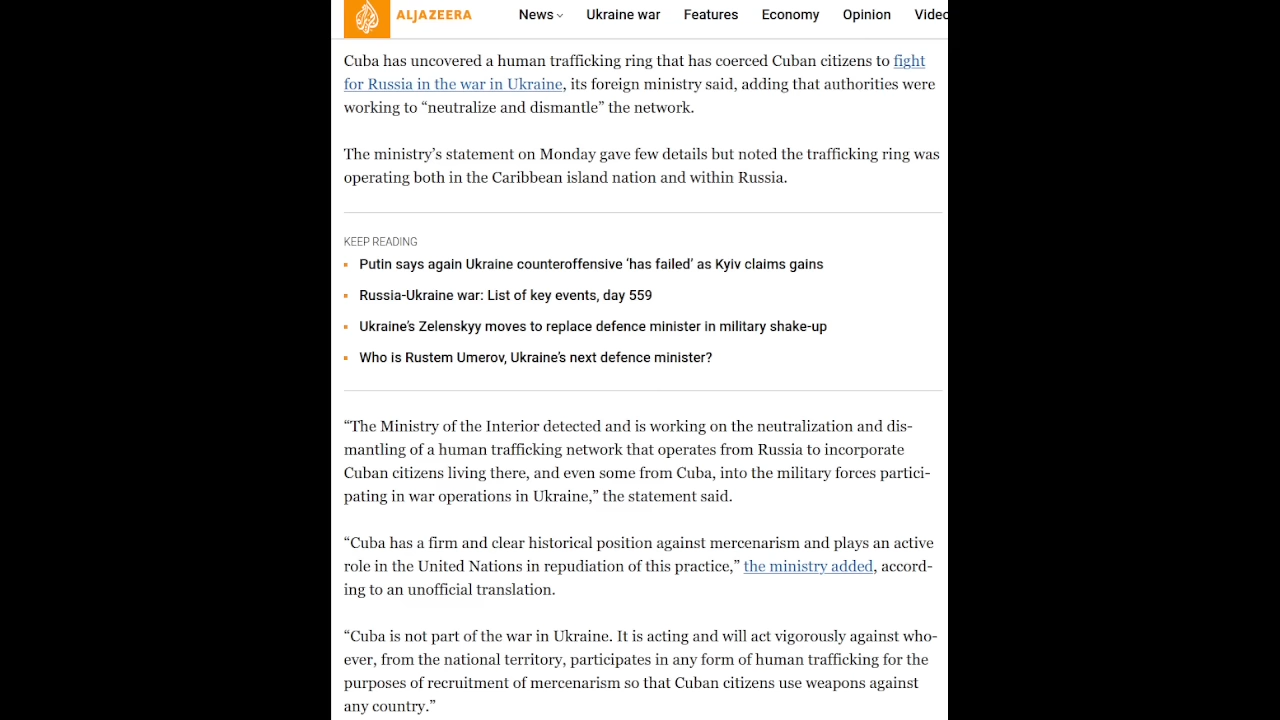 ALJAZEERA News Ukraine war Features Economy Opinion Videc
Cuba has uncovered a human trafficking ring that has coerced Cuban citizens to fight
for Russia in the war in Ukraine, its foreign ministry said, adding that authorities were
working to “neutralize and dismantle” the network.
The ministry’s statement on Monday gave few details but noted the trafficking ring was
operating both in the Caribbean island nation and within Russia.
KEEP READING
Putin says again Ukraine counteroffensive ‘has failed’ as Kyiv claims gains
Russia-Ukraine war: List of key events, day 559
Ukraine’s Zelenskyy moves to replace defence minister in military shake-up
Who is Rustem Umerov, Ukraine’s next defence minister?
“The Ministry of the Interior detected and is working on the neutralization and dis-
mantling of a human trafficking network that operates from Russia to incorporate
Cuban citizens living there, and even some from Cuba, into the military forces partici-
pating in war operations in Ukraine,” the statement said.
“Cuba has a firm and clear historical position against mercenarism and plays an active
role in the United Nations in repudiation of this practice,” the ministry added, accord-
ing to an unofficial translation.
“Cuba is not part of the war in Ukraine. It is acting and will act vigorously against who-
ever, from the national territory, participates in any form of human trafficking for the
purposes of recruitment of mercenarism so that Cuban citizens use weapons against
any country.”